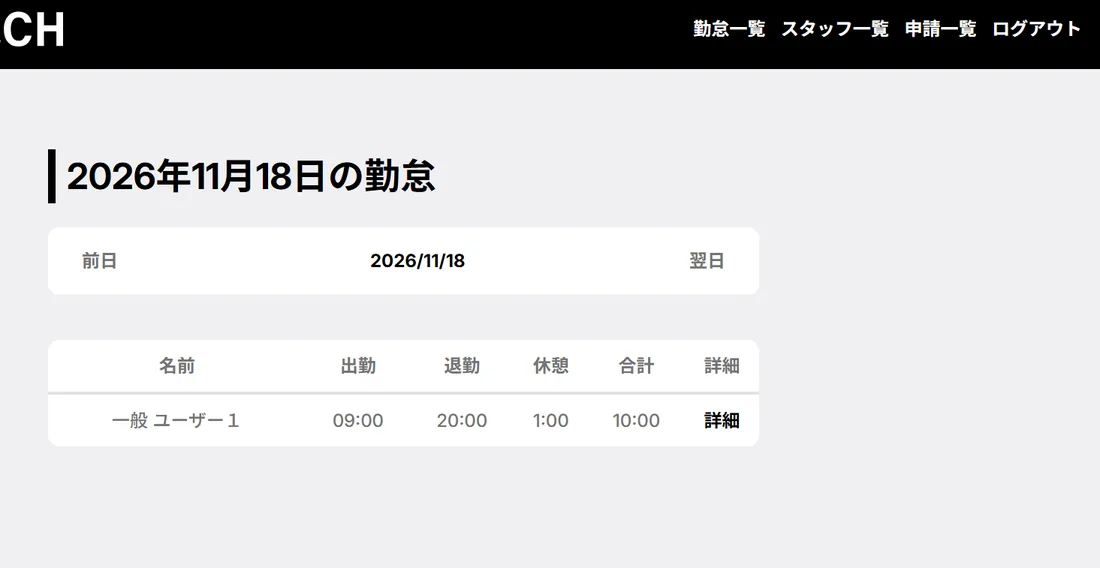 CH
勤怠一覧 スタッフ一覧 申請一覧 ログアウト
2026年11月18日の勤怠
前日 2026/11/18 翌日
名前 出勤 退勤 休憩 合計 詳細
一般 ユーザー１ 09:00 20:00 1:00 10:00 詳細